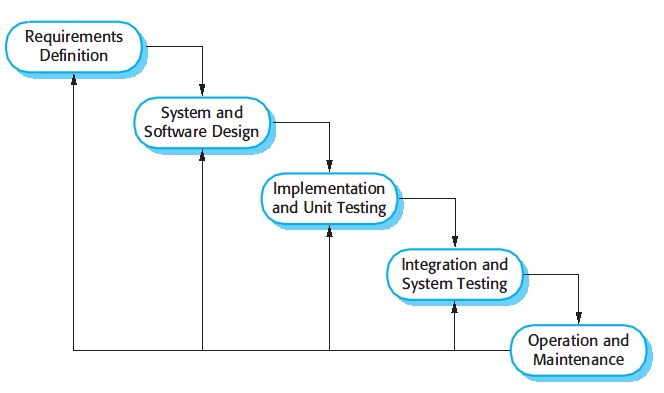 Requirements
Definition
System and
Software Design
Implementation
and Unit Testing
Integration and
System Testing
Operation and
Maintenance